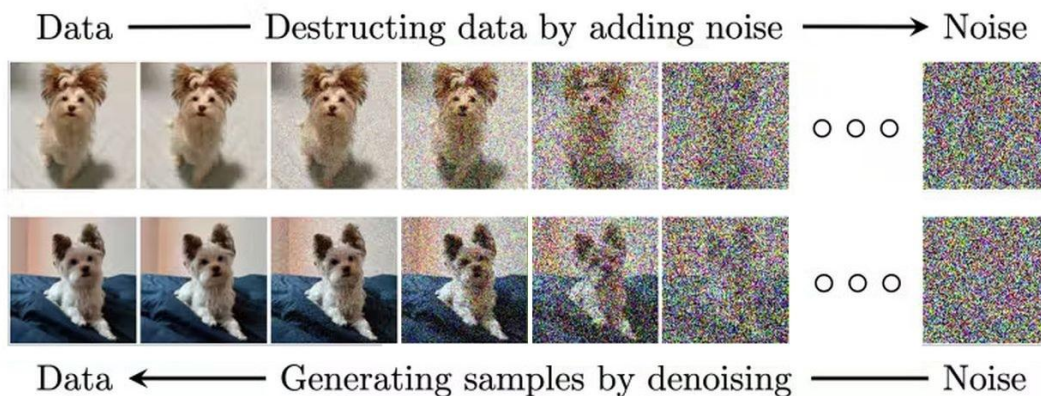 Data Destructing data by adding noise Noise
Data Generating samples by denoising Noise